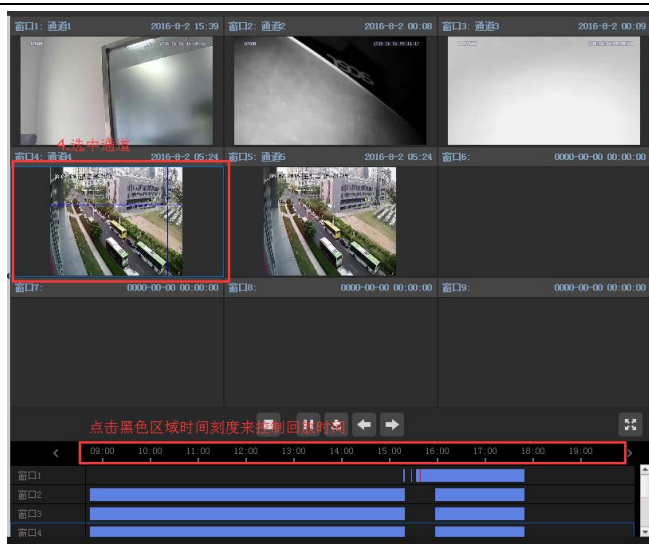 窗口1: 通道1 2016-8-2 15:39 窗口2: 通道2 2016-8-2 00:08 窗口3: 通道3 2016-8-2 00:09
4.选中通道
窗口4: 通道4 2016-8-2 05:24 窗口5: 通道5 2016-8-2 05:24 窗口6: 0000-00-00 00:00:00
窗口7: 0000-00-00 00:00:00 窗口8: 0000-00-00 00:00:00 窗口9: 0000-00-00 00:00:00
点击黑色区域时间刻度来控制回放时间
09:00 10:00 11:00 12:00 13:00 14:00 15:00 16:00 17:00 18:00 19:00
窗口1
窗口2
窗口3
窗口4